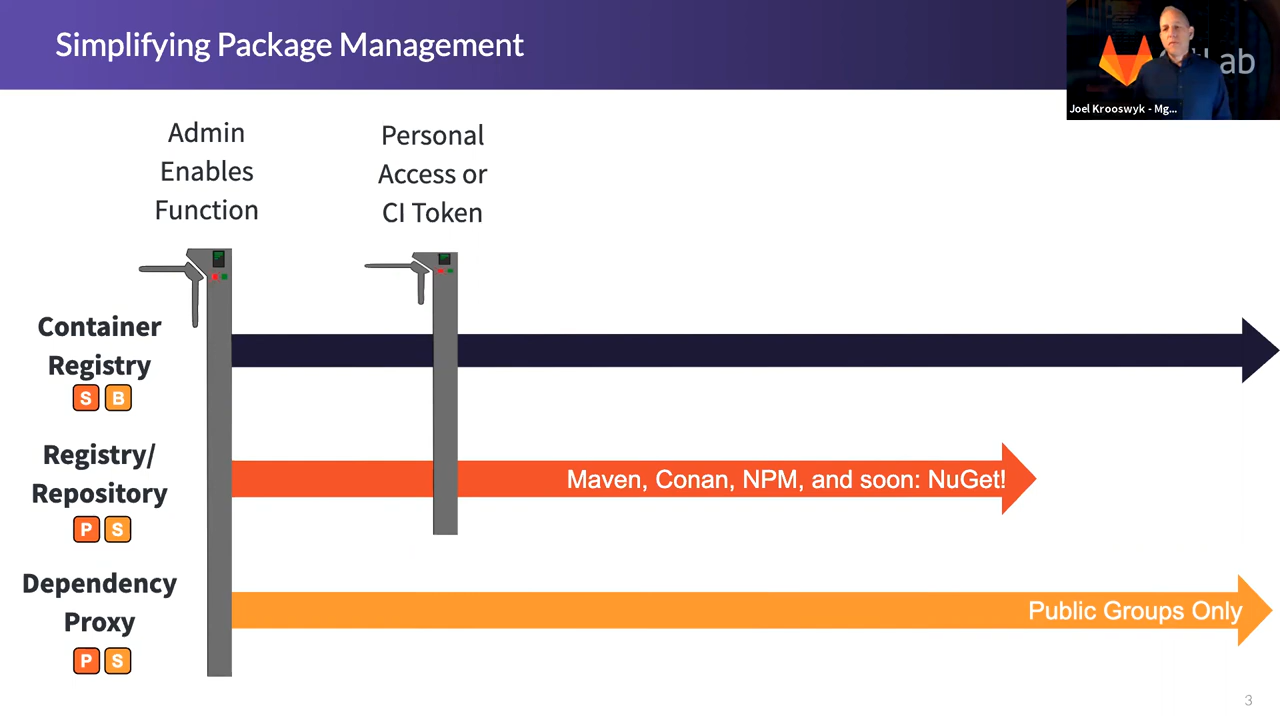 Simplifying Package Management
ab
Joel Krooswyk - Mg...
Admin
Enables
Function
Personal
Access or
CI Token
Container
Registry
S B
Registry/
Repository
P S
Maven, Conan, NPM, and soon: NuGet!
Dependency
Proxy
P S
Public Groups Only
3